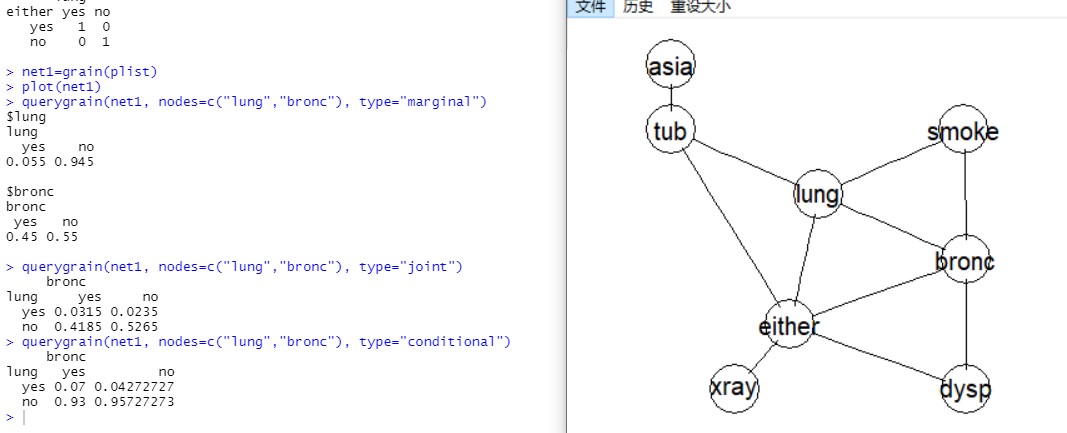 either yes no
yes 1 0
no 0 1
> net1=grain(plist)
> plot(net1)
> querygrain(net1, nodes=c("lung","bronc"), type="marginal")
$lung
lung
yes no
0.055 0.945
$bronc
bronc
yes no
0.45 0.55
> querygrain(net1, nodes=c("lung","bronc"), type="joint")
bronc
lung yes no
yes 0.0315 0.0235
no 0.4185 0.5265
> querygrain(net1, nodes=c("lung","bronc"), type="conditional")
bronc
lung yes no
yes 0.07 0.04272727
no 0.93 0.95727273
>
文件 历史 重设大小
asia
tub
smoke
lung
bronc
either
xray
dysp